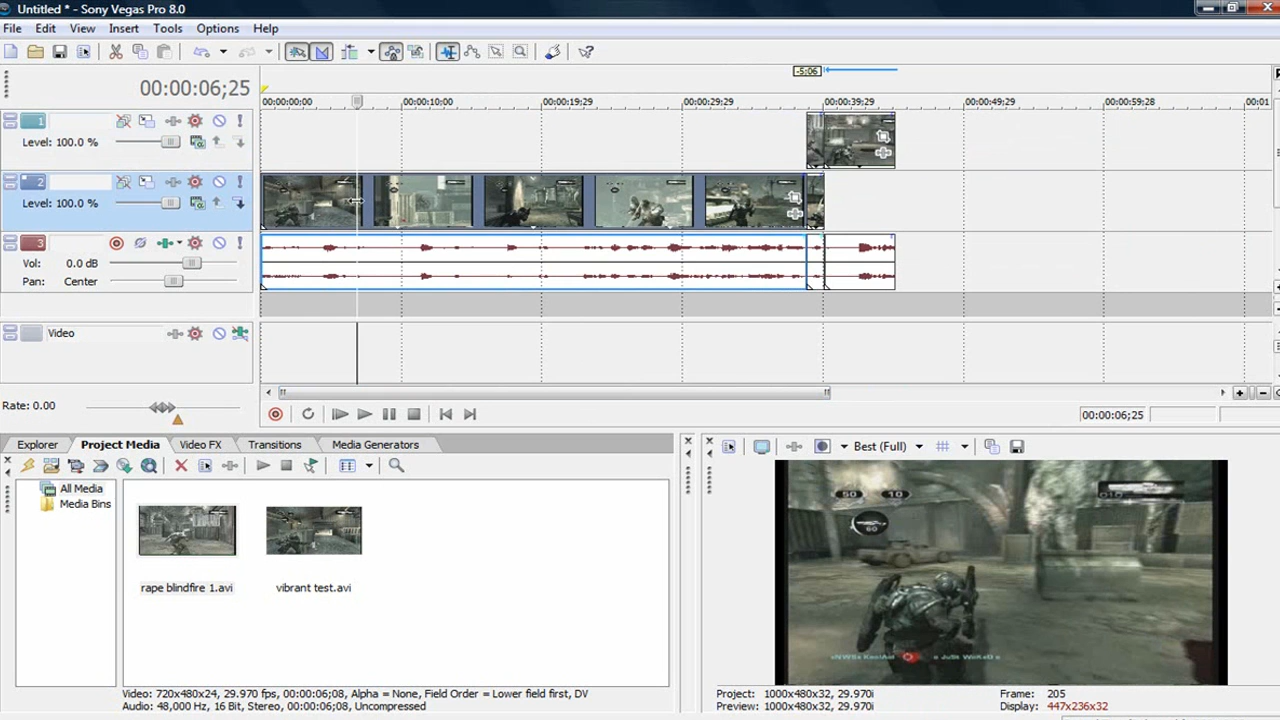 Untitled * - Sony Vegas Pro 8.0
File Edit View Insert Tools Options Help
-5:06
00:00:06;25
00:00:00:00 00:00:10:00 00:00:19:29 00:00:29:29 00:00:39:29 00:00:49:29 00:00:59:28 00:01
1
Level: 100.0 %
2
Level: 100.0 %
3
Vol: 0.0 dB
Pan: Center
Video
Rate: 0.00
00:00:06;25
Explorer Project Media Video FX Transitions Media Generators
Best (Full)
All Media
Media Bins
50 10
60
rape blindfire 1.avi vibrant test.avi
Video: 720x480x24, 29.970 fps, 00:00:06;08, Alpha = None, Field Order = Lower field first, DV
Audio: 48,000 Hz, 16 Bit, Stereo, 00:00:06;08, Uncompressed
Project: 1000x480x32, 29.970i Frame: 205
Preview: 1000x480x32, 29.970i Display: 447x236x32